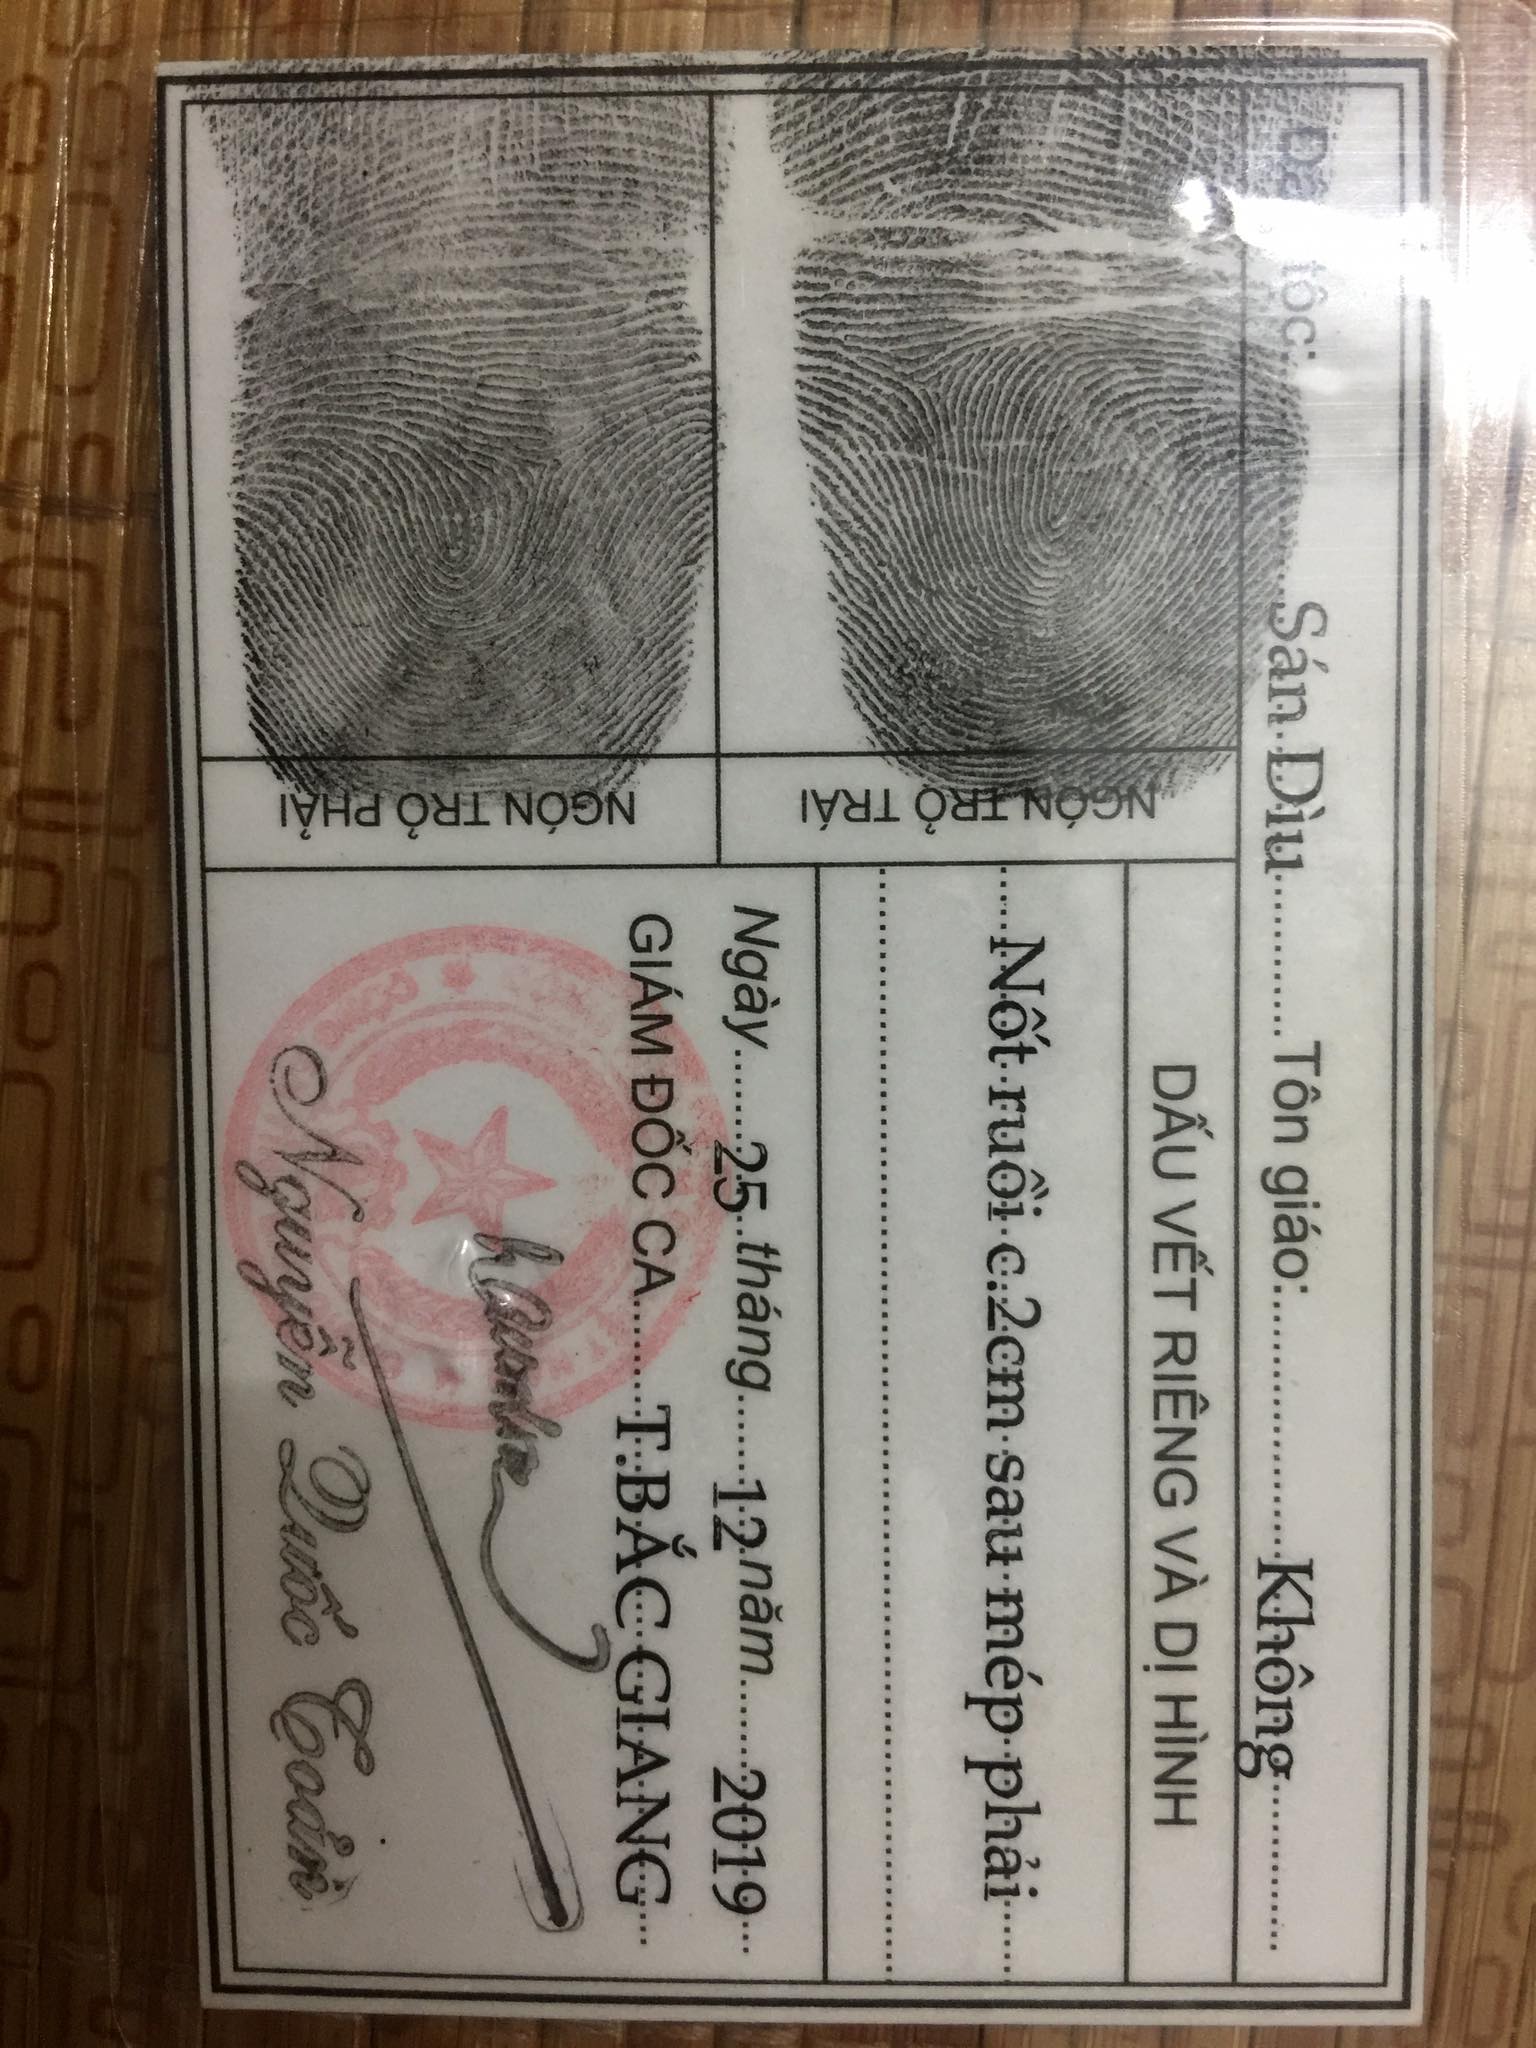 Dân tộc: Sán Dìu Tôn giáo: Không
NGÓN TRỎ TRÁI
NGÓN TRỎ PHẢI
DẤU VẾT RIÊNG VÀ DỊ HÌNH
Nốt ruồi c.2cm sau mép phải
Ngày 25 tháng 12 năm 2019
GIÁM ĐỐC CA T.BẮC GIANG
Nguyễn Quốc Toản